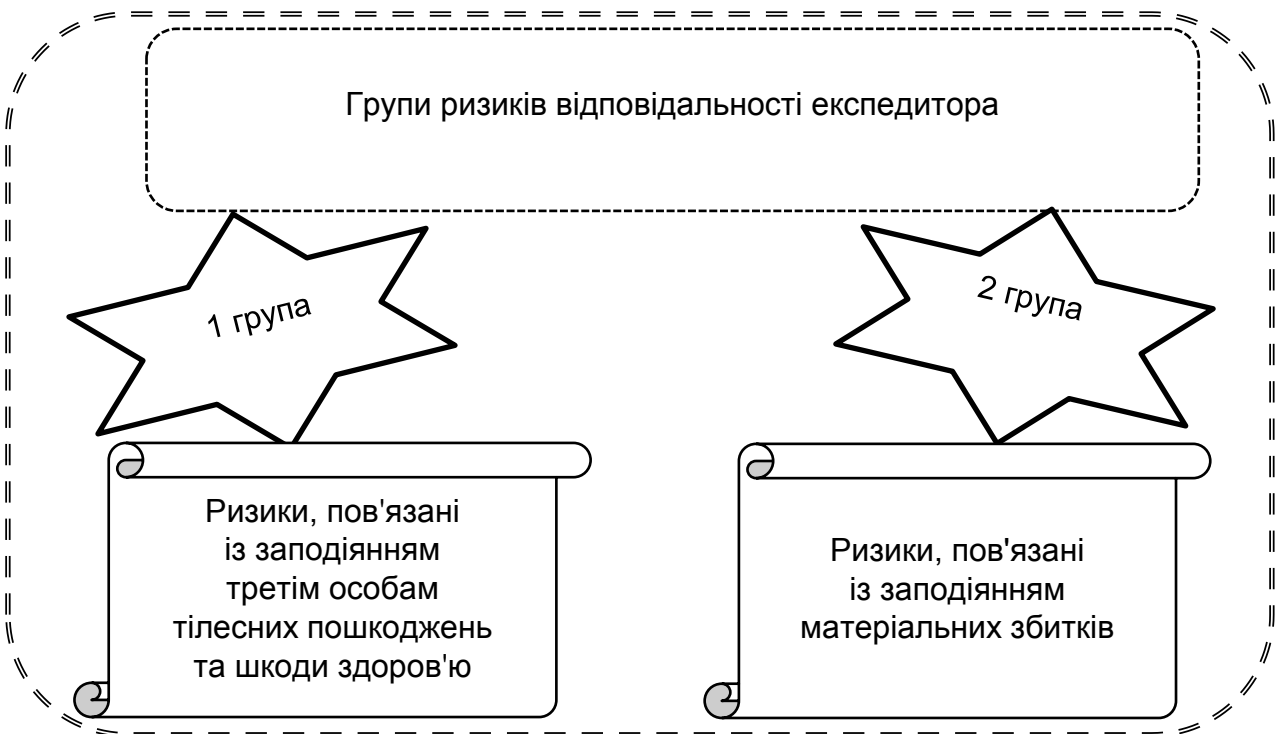 Групи ризиків відповідальності експедитора
1 група
2 група
Ризики, пов'язані
із заподіянням
третім особам
тілесних пошкоджень
та шкоди здоров'ю
Ризики, пов'язані
із заподіянням
матеріальних збитків